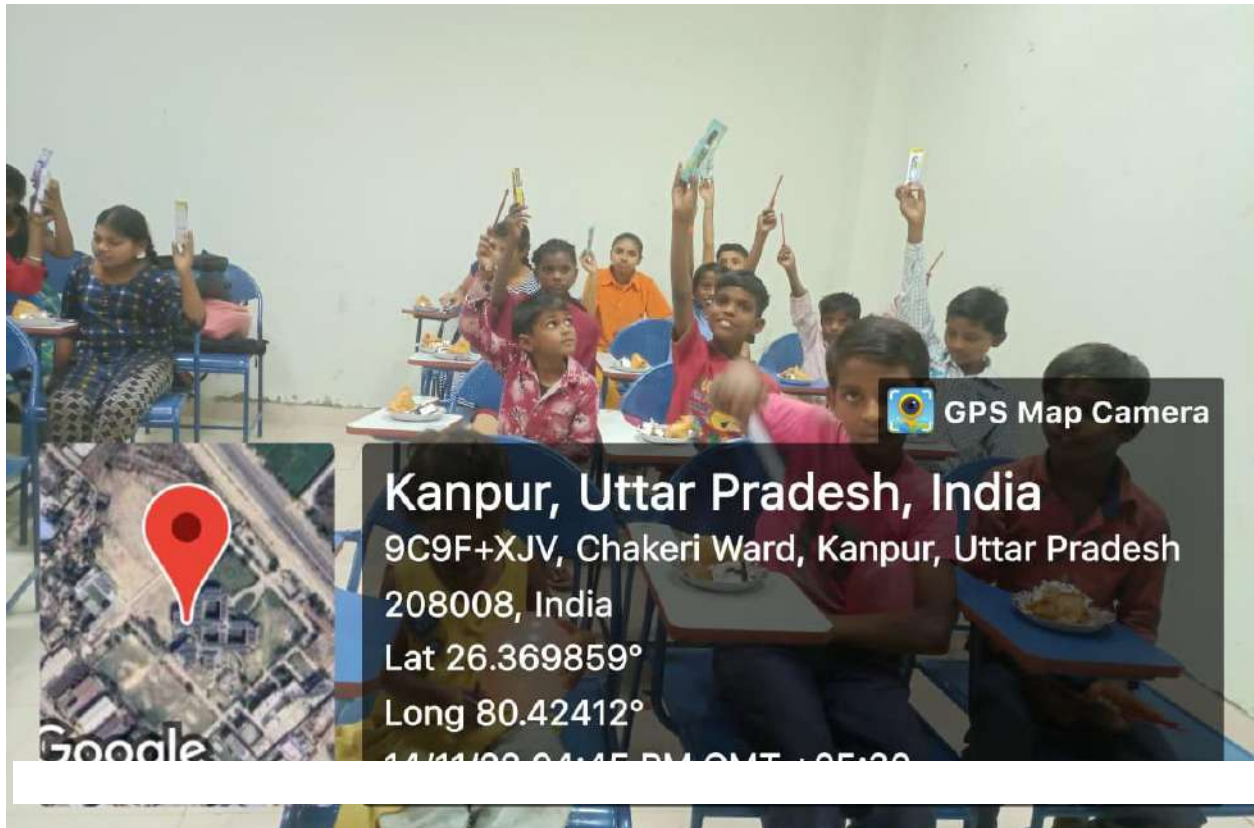 GPS Map Camera
Kanpur, Uttar Pradesh, India
9C9F+XJV, Chakeri Ward, Kanpur, Uttar Pradesh
208008, India
Lat 26.369859°
Long 80.42412°
Google